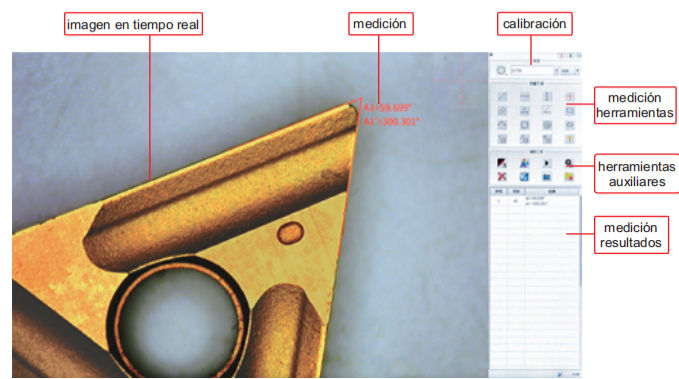 imagen en tiempo real
medición
calibración
A1=59.699°
A1'=300.301°
medición
herramientas
herramientas
auxiliares
medición
resultados